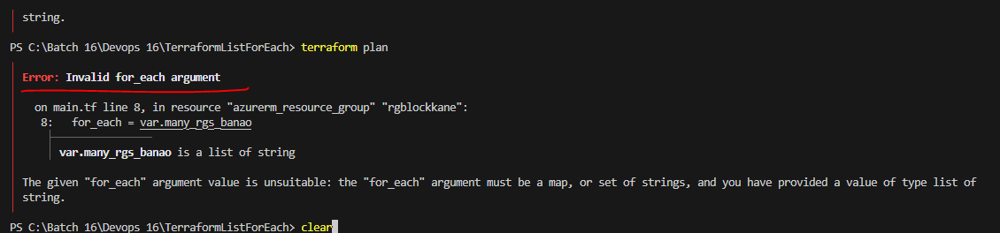 string.
PS C:\Batch 16\Devops 16\TerraformListForEach> terraform plan
Error: Invalid for_each argument
on main.tf line 8, in resource "azurerm_resource_group" "rgblockkane":
8: for_each = var.many_rgs_banao
var.many_rgs_banao is a list of string
The given "for_each" argument value is unsuitable: the "for_each" argument must be a map, or set of strings, and you have provided a value of type list of
string.
PS C:\Batch 16\Devops 16\TerraformListForEach> clear